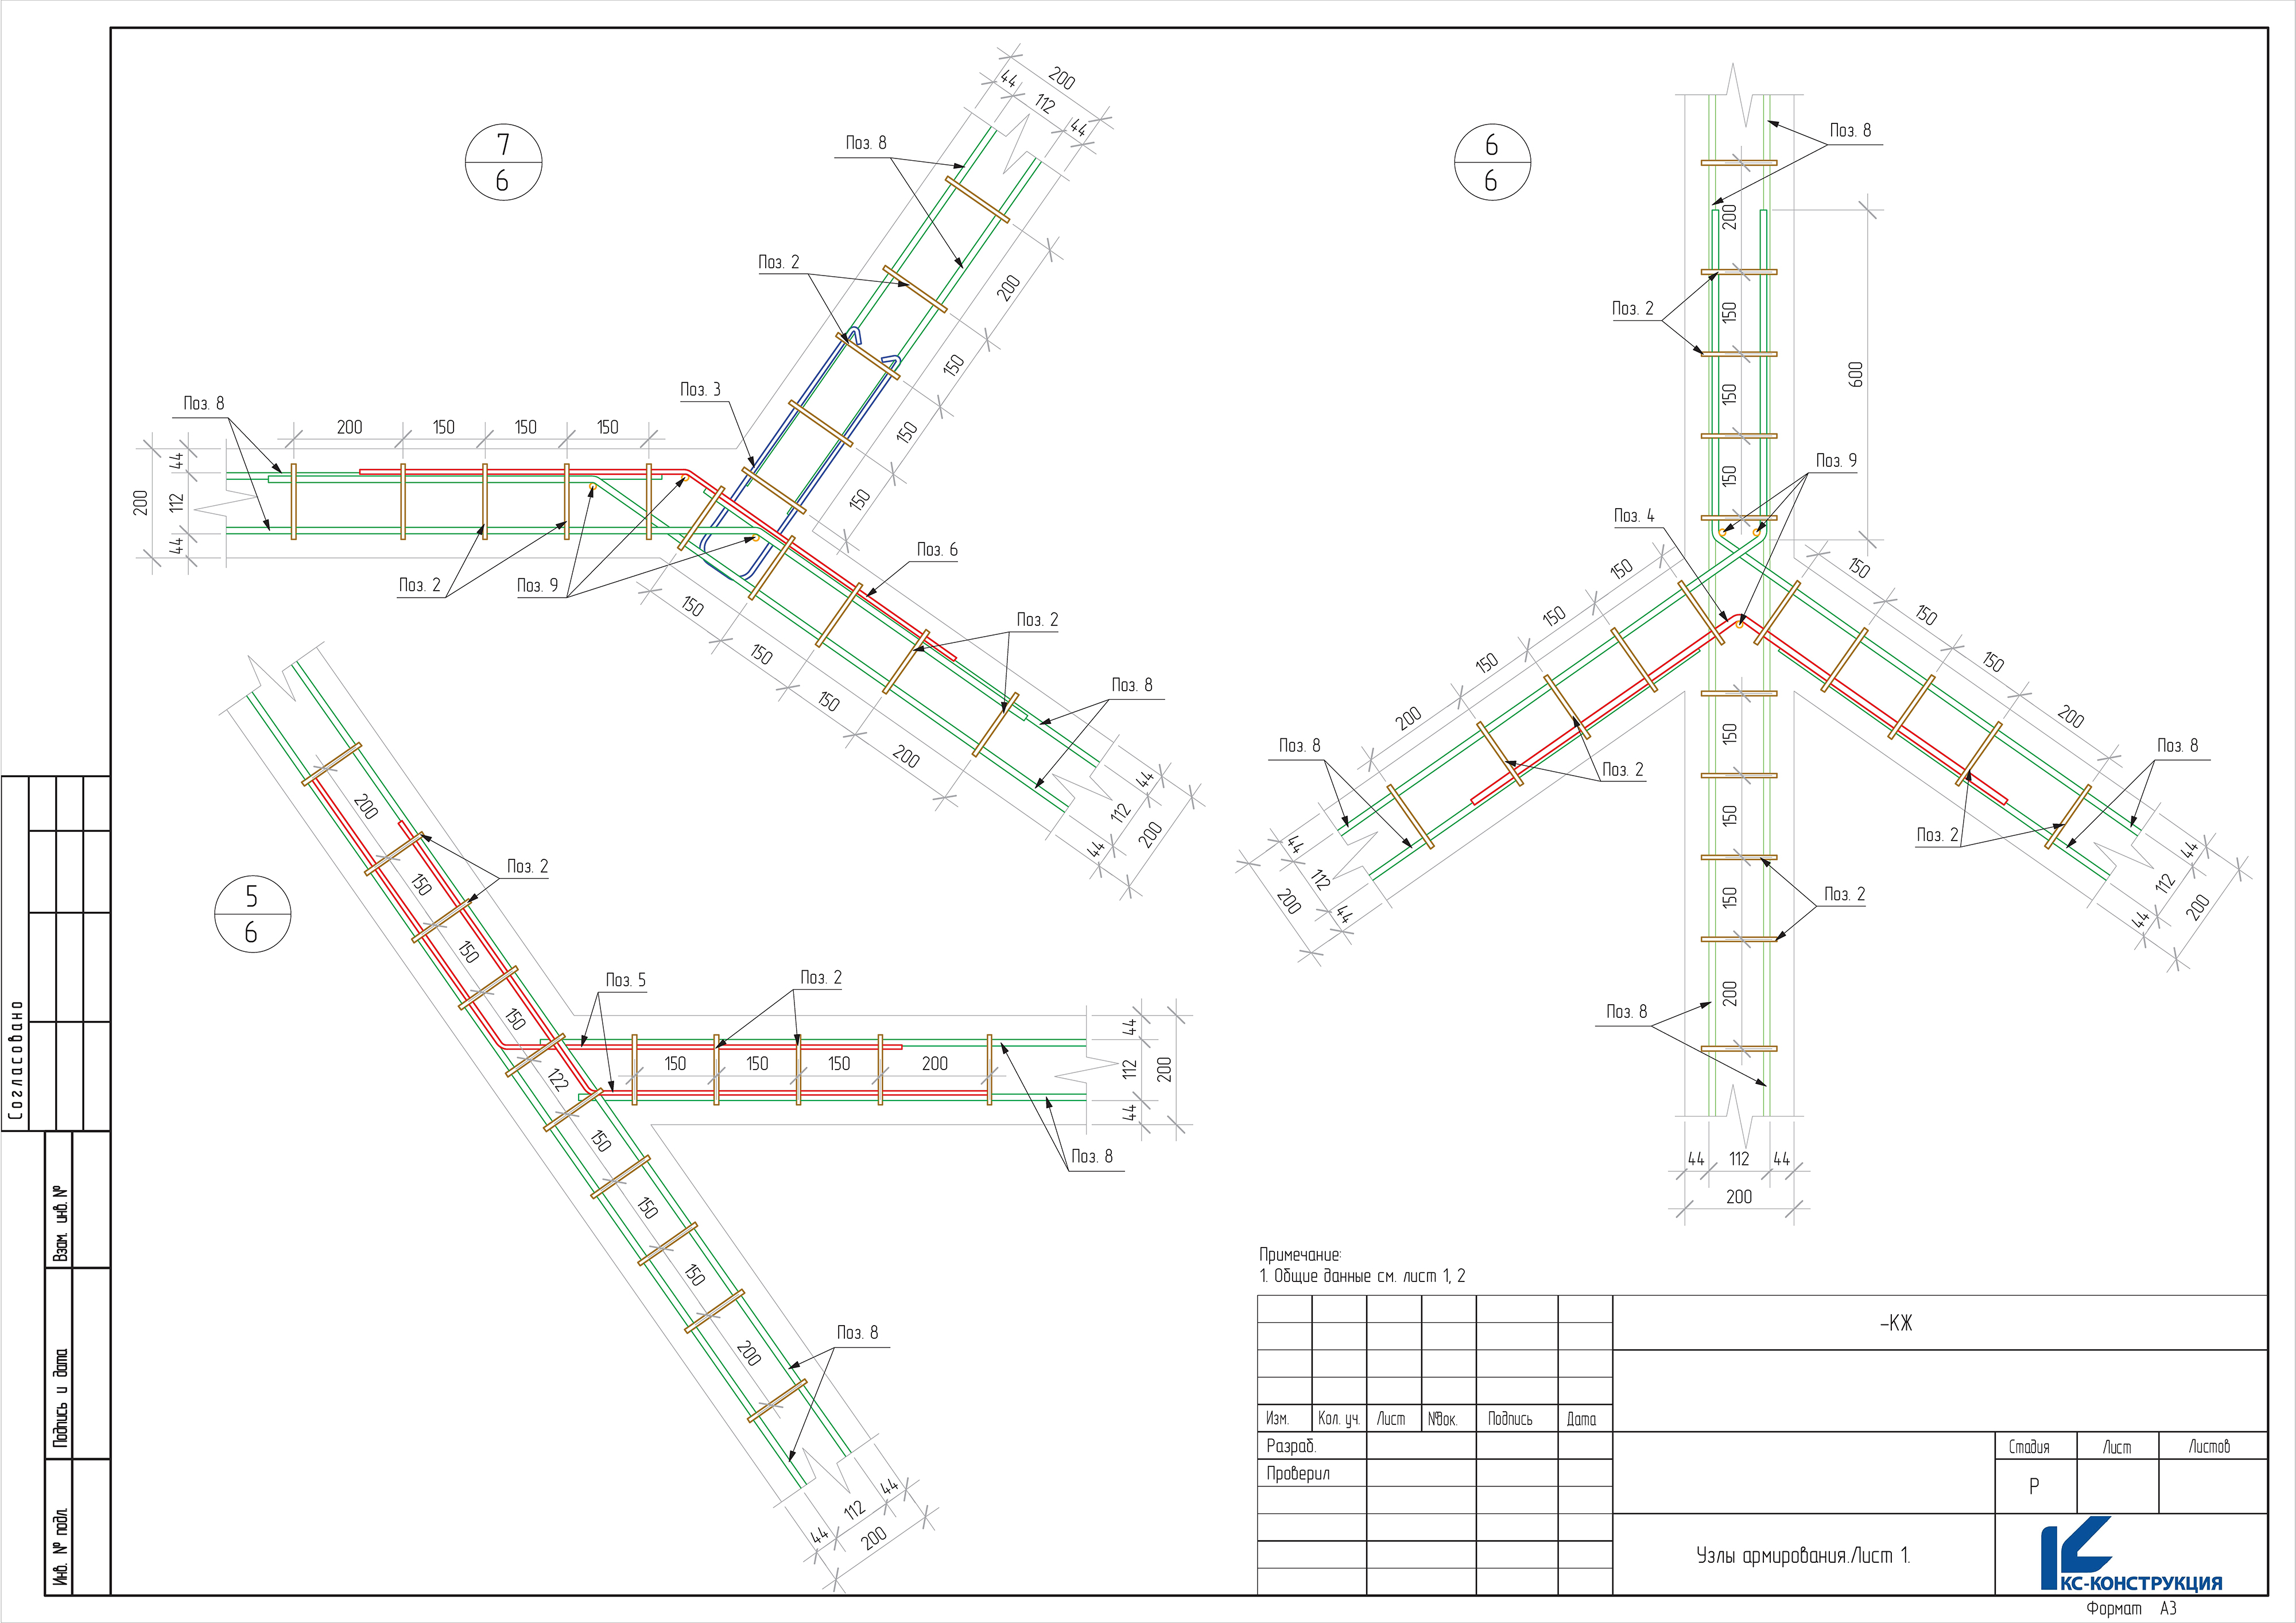 7
6
44
200
112
44
Поз. 8
Поз. 2
200
150
150
150
Поз. 3
Поз. 8
200
150
150
150
44
200
112
44
Поз. 2
Поз. 9
Поз. 6
Поз. 2
Поз. 8
150
150
150
200
44
112
44
200
6
6
Поз. 8
200
Поз. 2
150
150
150
600
Поз. 9
Поз. 4
150
150
150
200
150
150
150
200
Поз. 8
Поз. 2
44
112
44
200
Поз. 8
Поз. 2
44
112
44
200
150
150
150
200
Поз. 2
Поз. 8
44
112
44
200
5
6
200
150
150
150
122
150
150
150
200
Поз. 2
Поз. 5
Поз. 2
150
150
150
200
44
112
44
200
Поз. 8
Поз. 8
44
112
44
200
Согласовано
Взам. инв. №
Подпись и дата
Инв. № подл.
Примечание:
1. Общие данные см. лист 1, 2
-КЖ
Изм. Кол. уч. Лист №док. Подпись Дата
Разраб.
Проверил
Стадия Лист Листов
Р
Узлы армирования.Лист 1.
КС-КОНСТРУКЦИЯ
Формат А3